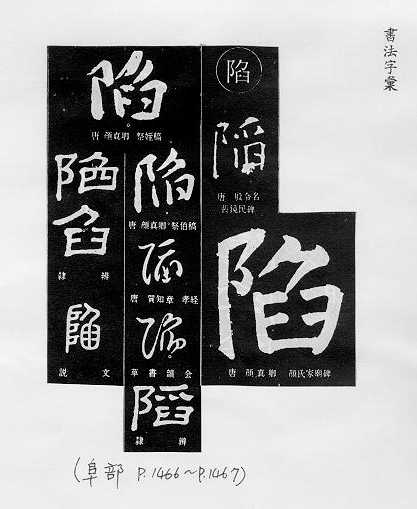 書法字彙
陷
陷
唐 殷令名
裴鏡民碑
陷
唐 顔真卿 顔氏家廟碑
陷
唐 顔真卿 祭姪稿
陷
唐 顔真卿 祭伯稿
陷
唐 賀知章 孝経
陷
草書韻会
陷
隷辨
陷
臽
隷辨
陷
説文
(阜部 P.1466~P.1467)